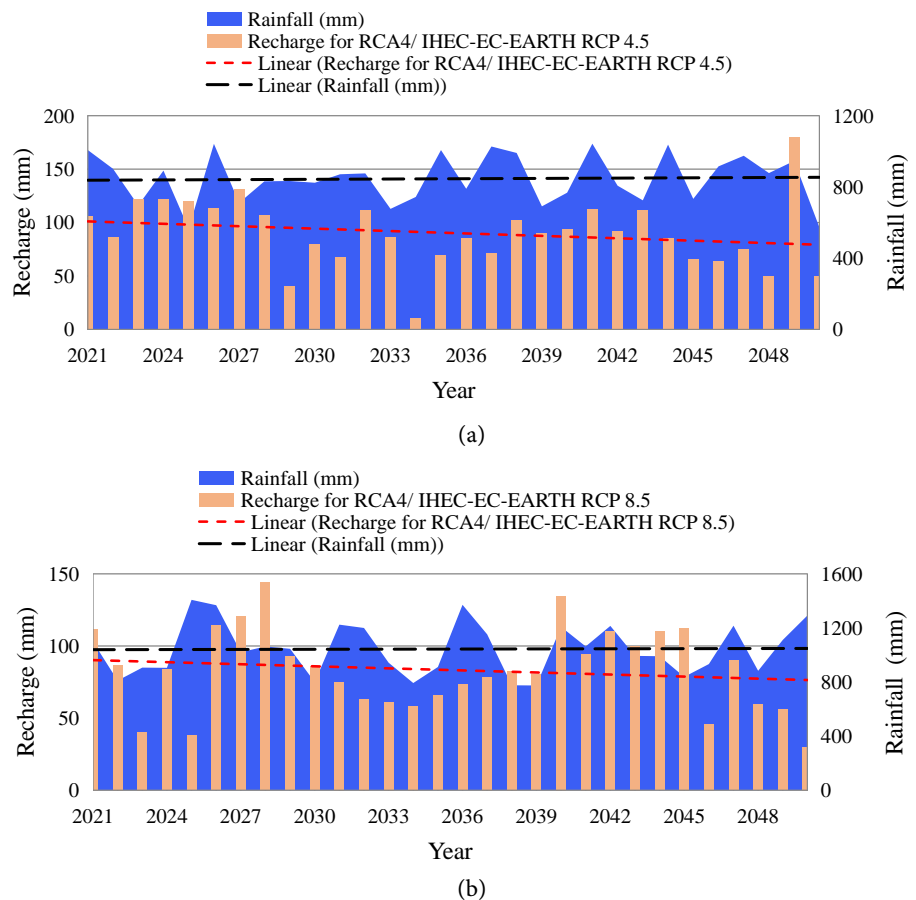 Rainfall (mm)
Recharge for RCA4/ IHEC-EC-EARTH RCP 4.5
Linear (Recharge for RCA4/ IHEC-EC-EARTH RCP 4.5)
Linear (Rainfall (mm))
200 1200
150
800
100
400
50
0 0
Recharge (mm)
Rainfall (mm)
2021 2024 2027 2030 2033 2036 2039 2042 2045 2048
Year
(a)
Rainfall (mm)
Recharge for RCA4/ IHEC-EC-EARTH RCP 8.5
Linear (Recharge for RCA4/ IHEC-EC-EARTH RCP 8.5)
Linear (Rainfall (mm))
150 1600
1200
100
800
50
400
0 0
Recharge (mm)
Rainfall (mm)
2021 2024 2027 2030 2033 2036 2039 2042 2045 2048
Year
(b)